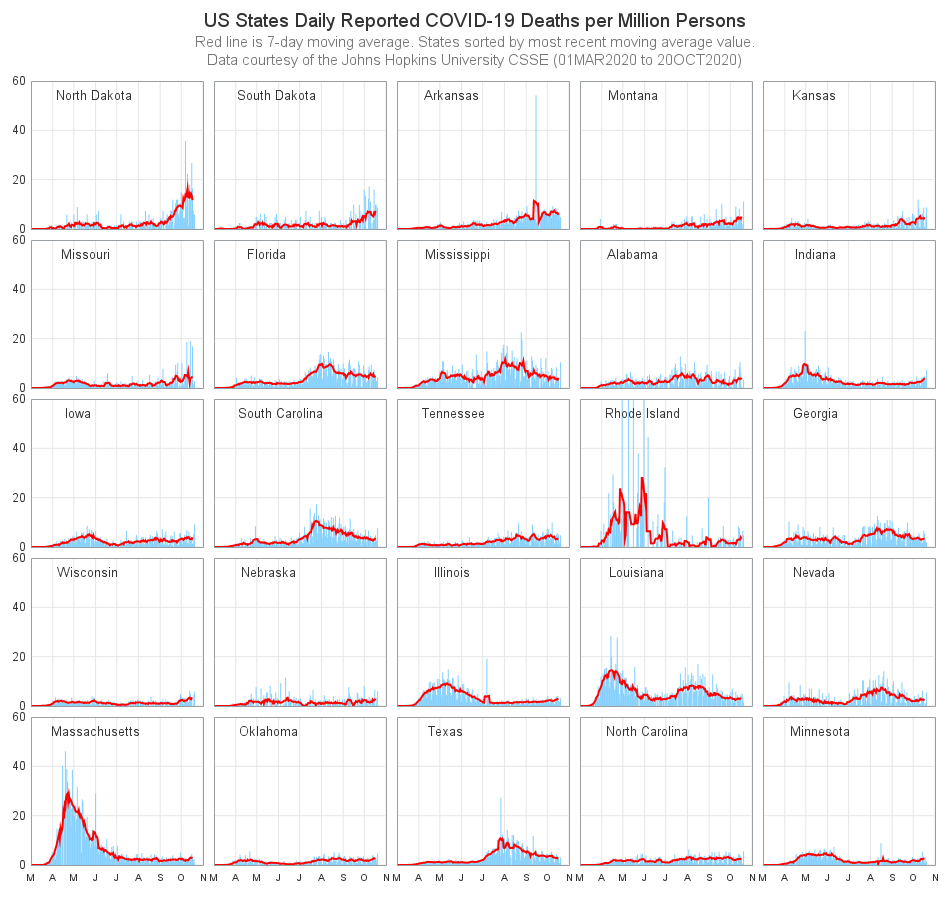 US States Daily Reported COVID-19 Deaths per Million Persons
Red line is 7-day moving average. States sorted by most recent moving average value.
Data courtesy of the Johns Hopkins University CSSE (01MAR2020 to 20OCT2020)
60
North Dakota South Dakota Arkansas Montana Kansas
40
20
0
60
Missouri Florida Mississippi Alabama Indiana
40
20
0
60
Iowa South Carolina Tennessee Rhode Island Georgia
40
20
0
60
Wisconsin Nebraska Illinois Louisiana Nevada
40
20
0
60
Massachusetts Oklahoma Texas North Carolina Minnesota
40
20
0
M A M J J A S O N M A M J J A S O N M A M J J A S O N M A M J J A S O N M A M J J A S O N